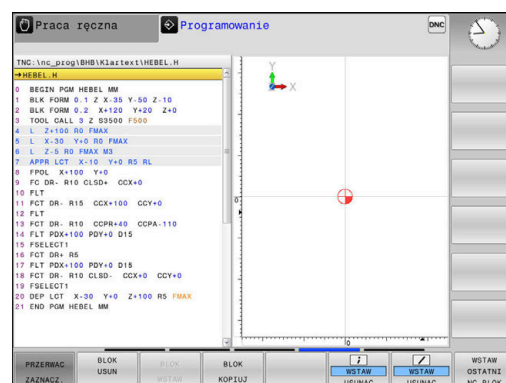 Praca ręczna
Programowanie
DNC
TNC:\nc_prog\BHB\Klartext\HEBEL.H
→HEBEL.H
0 BEGIN PGM HEBEL MM
1 BLK FORM 0.1 Z X-35 Y-50 Z-10
2 BLK FORM 0.2 X+120 Y+20 Z+0
3 TOOL CALL 3 Z S3500 F500
4 L Z+100 R0 FMAX
5 L X-30 Y+0 R0 FMAX
6 L Z-5 R0 FMAX M3
7 APPR LCT X-10 Y+0 R5 RL
8 FPOL X+100 Y+0
9 FC DR- R10 CLSD+ CCX+0
10 FLT
11 FCT DR- R15 CCX+100 CCY+0
12 FLT
13 FCT DR- R10 CCPR+40 CCPA-110
14 FLT PDX+100 PDY+0 D15
15 FSELECT1
16 FCT DR+ R5
17 FLT PDX+100 PDY+0 D15
18 FCT DR- R10 CLSD- CCX+0 CCY+0
19 FSELECT1
20 DEP LCT X-30 Y+0 Z+100 R5 FMAX
21 END PGM HEBEL MM
Y
X
0
0
PRZERWAC
ZAZNACZ.
BLOK
USUN
BLOK
WSTAW
BLOK
KOPIUJ
WSTAW
USUNAC
WSTAW
USUNAC
WSTAW
OSTATNI
NC BLOK